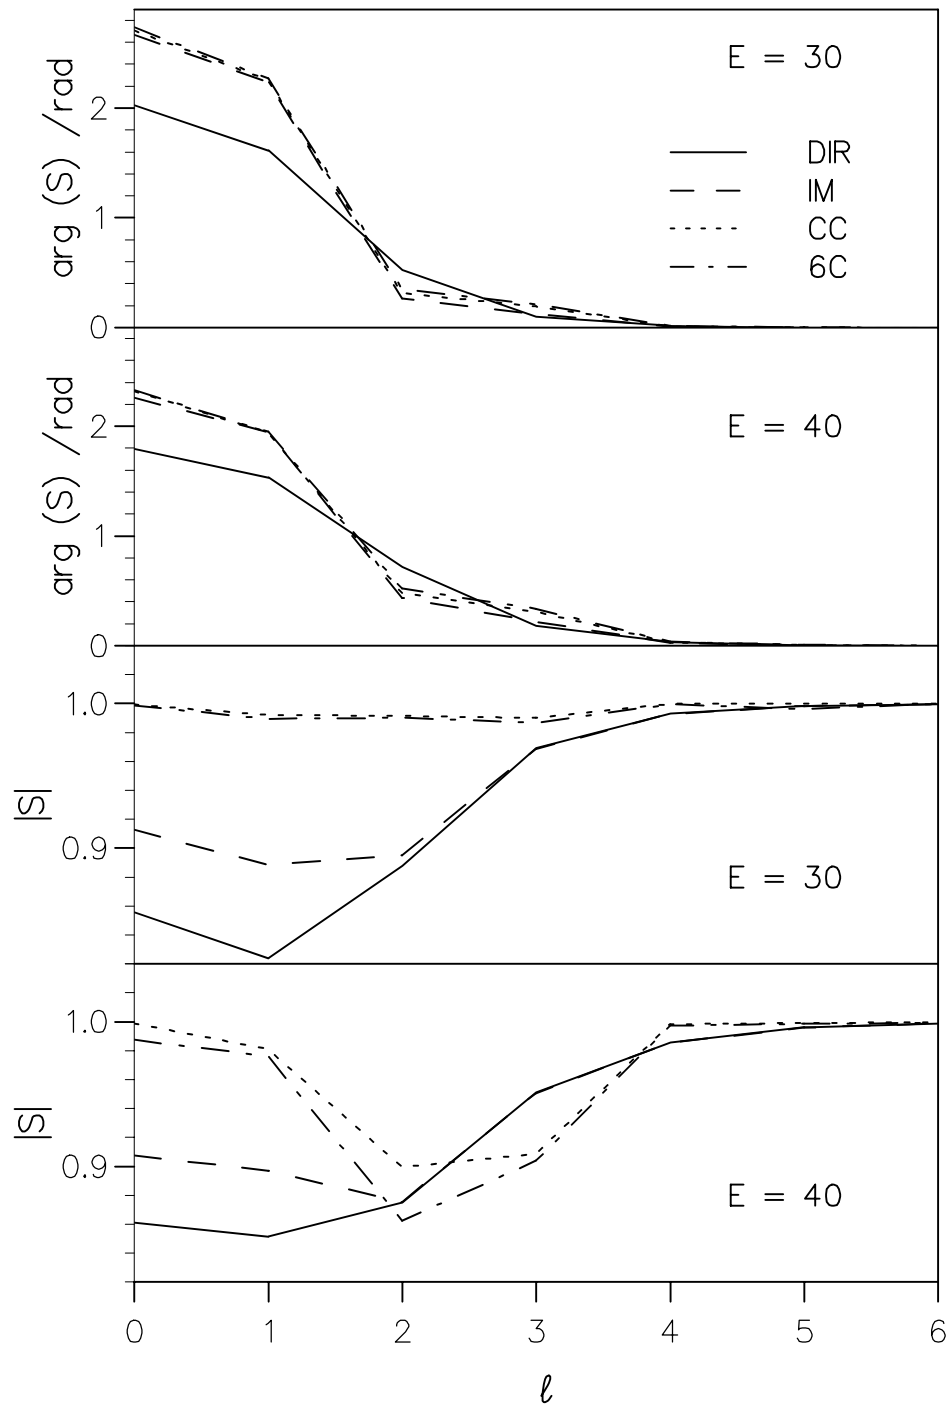 E = 30
arg (S) /rad
2
1
0
DIR
IM
CC
6C
E = 40
arg (S) /rad
2
1
0
1.0
|S|
0.9
E = 30
1.0
|S|
0.9
E = 40
0 1 2 3 4 5 6
ℓ